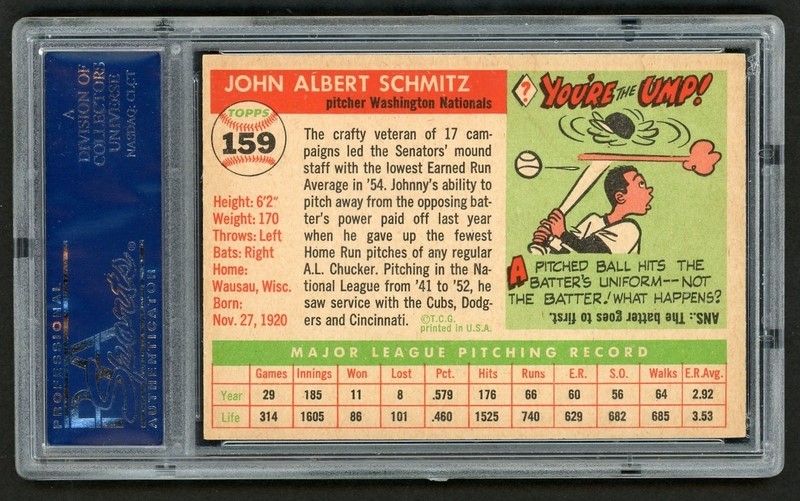 A
DIVISION OF
COLLECTORS
UNIVERSE
NASDAQ: CLCT
PROFESSIONAL
PSA
Sports®
AUTHENTICATOR
JOHN ALBERT SCHMITZ
pitcher Washington Nationals
TOPPS
159
Height: 6'2"
Weight: 170
Throws: Left
Bats: Right
Home:
Wausau, Wisc.
Born:
Nov. 27, 1920
The crafty veteran of 17 cam-
paigns led the Senators' mound
staff with the lowest Earned Run
Average in '54. Johnny's ability to
pitch away from the opposing bat-
ter's power paid off last year
when he gave up the fewest
Home Run pitches of any regular
A.L. Chucker. Pitching in the Na-
tional League from '41 to '52, he
saw service with the Cubs, Dodg-
ers and Cincinnati.
©T.C.G.
printed in U.S.A.
? YOU'RE THE UMP!
A PITCHED BALL HITS THE
BATTER'S UNIFORM--NOT
THE BATTER! WHAT HAPPENS?
ANS.: The batter goes to first.
MAJOR LEAGUE PITCHING RECORD
Games Innings Won Lost Pct. Hits Runs E.R. S.O. Walks E.R.Avg.
Year 29 185 11 8 .579 176 66 60 56 64 2.92
Life 314 1605 86 101 .460 1525 740 629 682 685 3.53